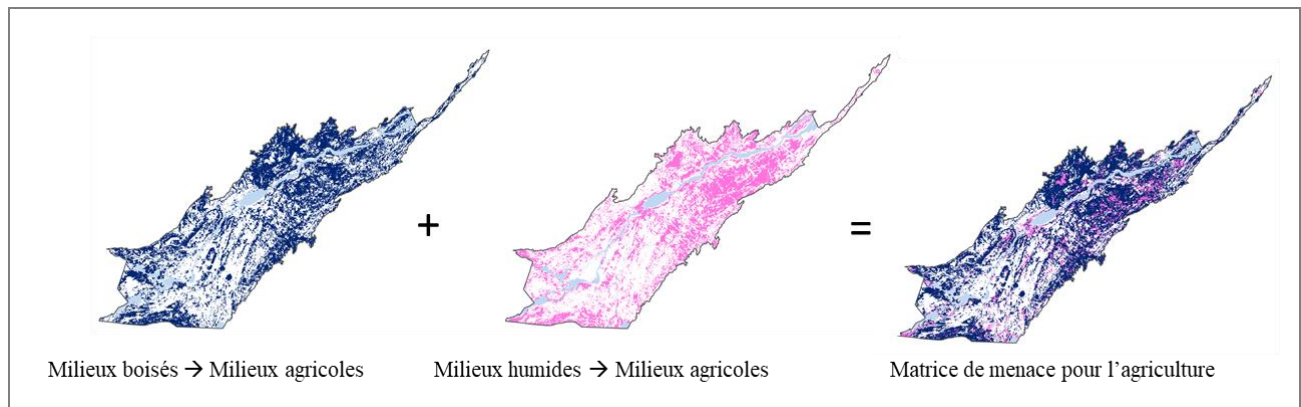 +
=
Milieux boisés → Milieux agricoles
Milieux humides → Milieux agricoles
Matrice de menace pour l’agriculture